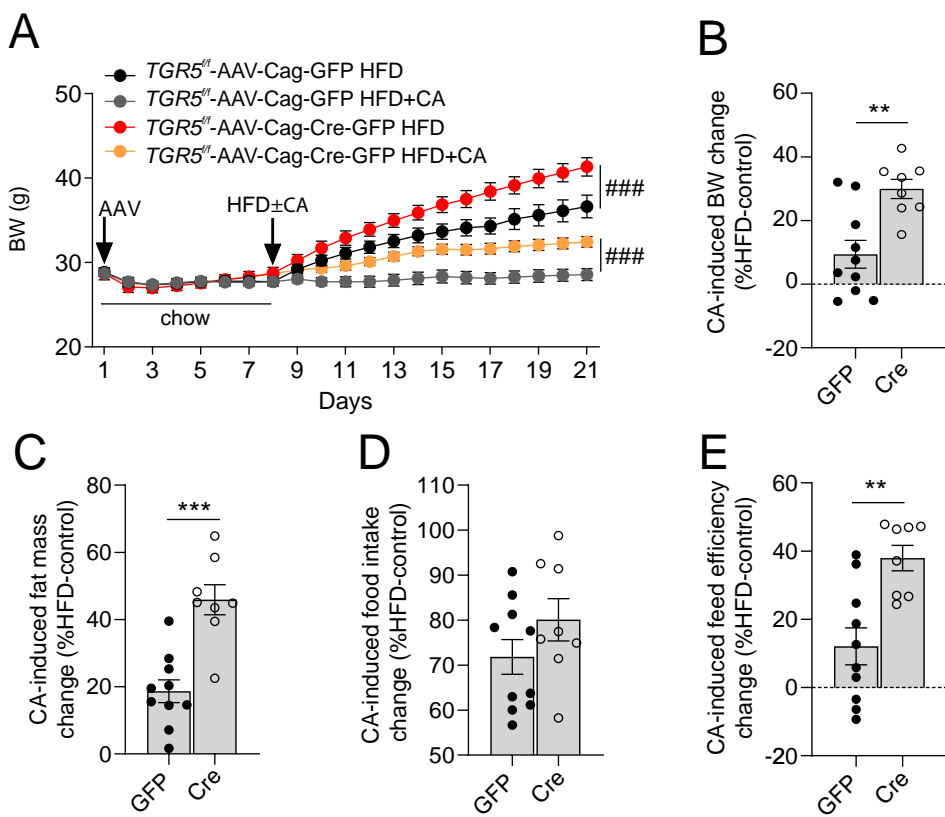 A
TGR5f/f-AAV-Cag-GFP HFD
TGR5f/f-AAV-Cag-GFP HFD+CA
TGR5f/f-AAV-Cag-Cre-GFP HFD
TGR5f/f-AAV-Cag-Cre-GFP HFD+CA
50
40
30
20
BW (g)
AAV
HFD±CA
###
###
chow
1 3 5 7 9 11 13 15 17 19 21
Days
B
CA-induced BW change
(%HFD-control)
60
40
20
0
-20
**
GFP Cre
C
CA-induced fat mass
change (%HFD-control)
80
60
40
20
0
***
GFP Cre
D
CA-induced food intake
change (%HFD-control)
110
100
90
80
70
60
50
GFP Cre
E
CA-induced feed efficiency
change (%HFD-control)
60
40
20
0
-20
**
GFP Cre